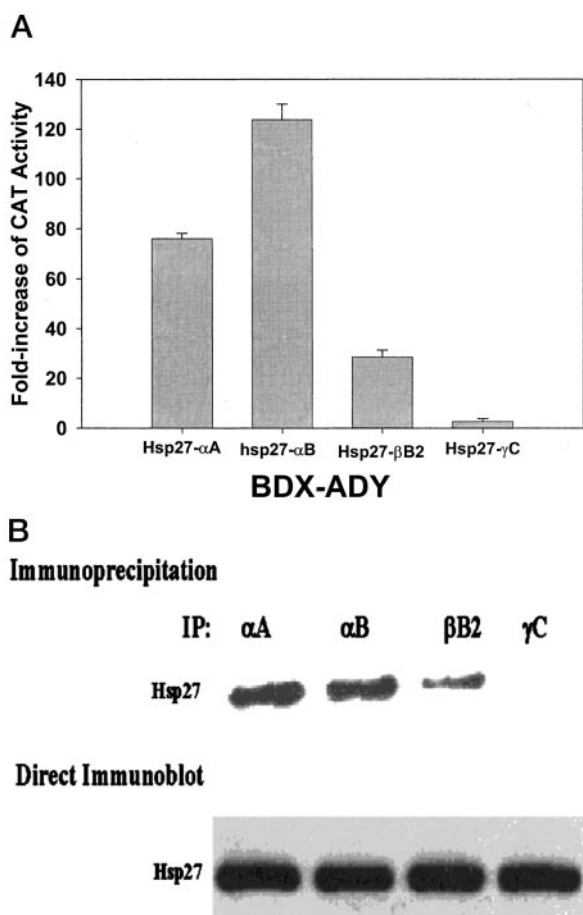 A
Fold-increase of CAT Activity
140
120
100
80
60
40
20
0
Hsp27-αA hsp27-αB Hsp27-βB2 Hsp27-γC
BDX-ADY
B
Immunoprecipitation
IP: αA αB βB2 γC
Hsp27
Direct Immunoblot
Hsp27